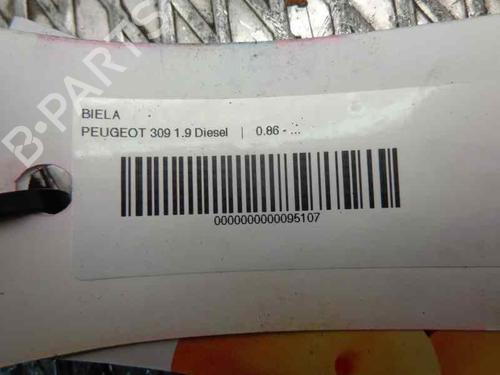 BIELA
PEUGEOT 309 1.9 Diesel | 0.86 - ...
0000000000095107
B-PARTS